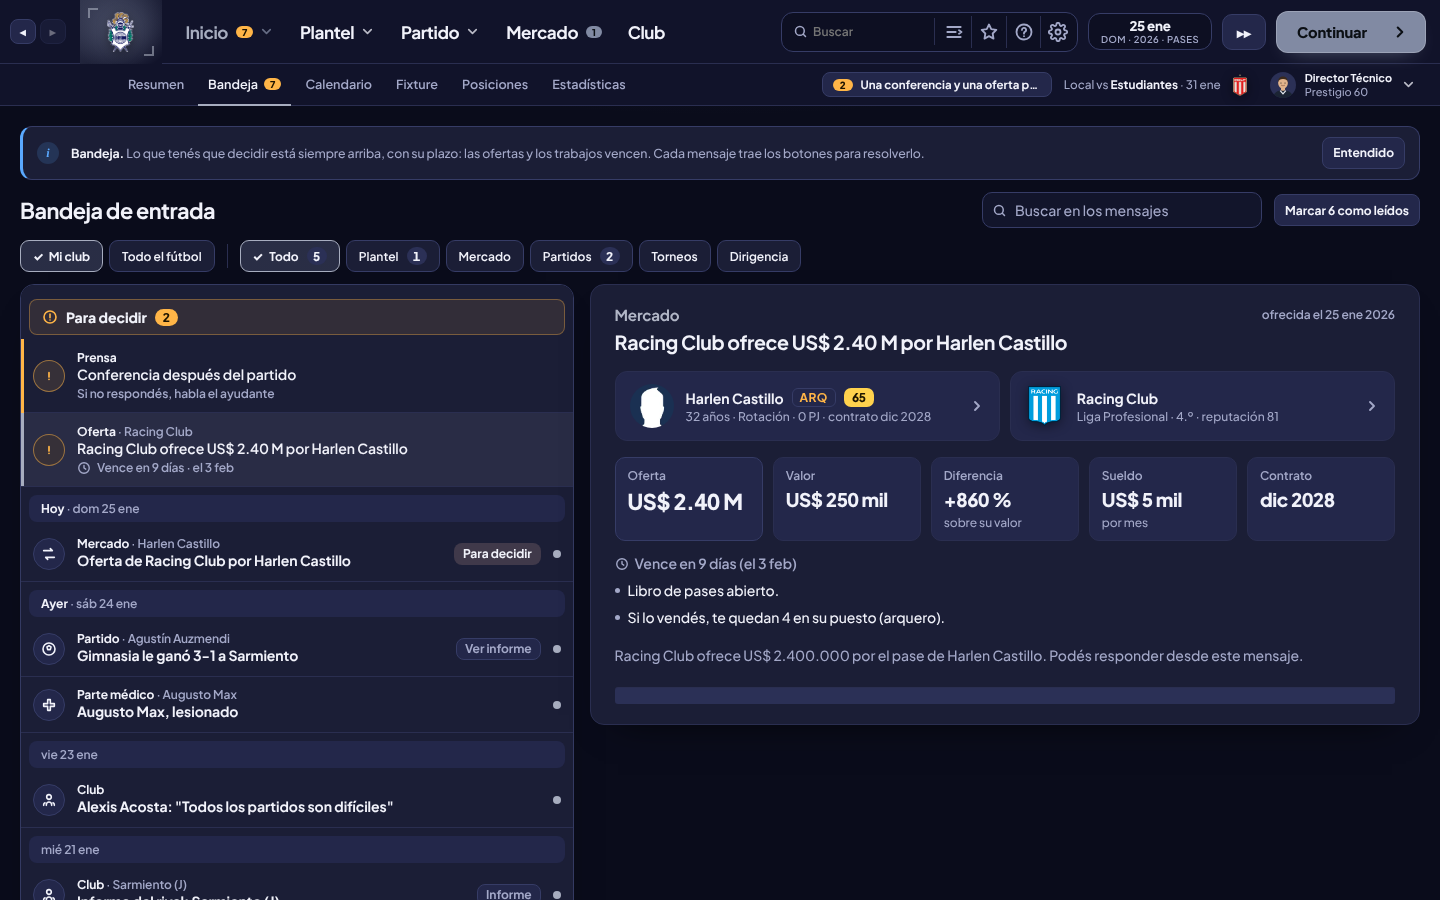 Inicio 7
Plantel
Partido
Mercado 1
Club
Buscar
25 ene
DOM · 2026 · PASES
Continuar
Resumen
Bandeja 7
Calendario
Fixture
Posiciones
Estadísticas
2 Una conferencia y una oferta p...
Local vs Estudiantes · 31 ene
Director Técnico
Prestigio 60
Bandeja. Lo que tenés que decidir está siempre arriba, con su plazo: las ofertas y los trabajos vencen. Cada mensaje trae los botones para resolverlo.
Entendido
Bandeja de entrada
Buscar en los mensajes
Marcar 6 como leídos
Mi club
Todo el fútbol
Todo 5
Plantel 1
Mercado
Partidos 2
Torneos
Dirigencia
Para decidir 2
Prensa
Conferencia después del partido
Si no respondés, habla el ayudante
Oferta · Racing Club
Racing Club ofrece US$ 2.40 M por Harlen Castillo
Vence en 9 días · el 3 feb
Hoy · dom 25 ene
Mercado · Harlen Castillo
Oferta de Racing Club por Harlen Castillo
Para decidir
Ayer · sáb 24 ene
Partido · Agustín Auzmendi
Gimnasia le ganó 3-1 a Sarmiento
Ver informe
Parte médico · Augusto Max
Augusto Max, lesionado
vie 23 ene
Club
Alexis Acosta: "Todos los partidos son difíciles"
mié 21 ene
Club · Sarmiento (J)
Informe del rival: Sarmiento (J)
Informe
Mercado
ofrecida el 25 ene 2026
Racing Club ofrece US$ 2.40 M por Harlen Castillo
Harlen Castillo ARQ 65
32 años · Rotación · 0 PJ · contrato dic 2028
RACING
Racing Club
Liga Profesional · 4.º · reputación 81
Oferta
US$ 2.40 M
Valor
US$ 250 mil
Diferencia
+860 %
sobre su valor
Sueldo
US$ 5 mil
por mes
Contrato
dic 2028
Vence en 9 días (el 3 feb)
Libro de pases abierto.
Si lo vendés, te quedan 4 en su puesto (arquero).
Racing Club ofrece US$ 2.400.000 por el pase de Harlen Castillo. Podés responder desde este mensaje.